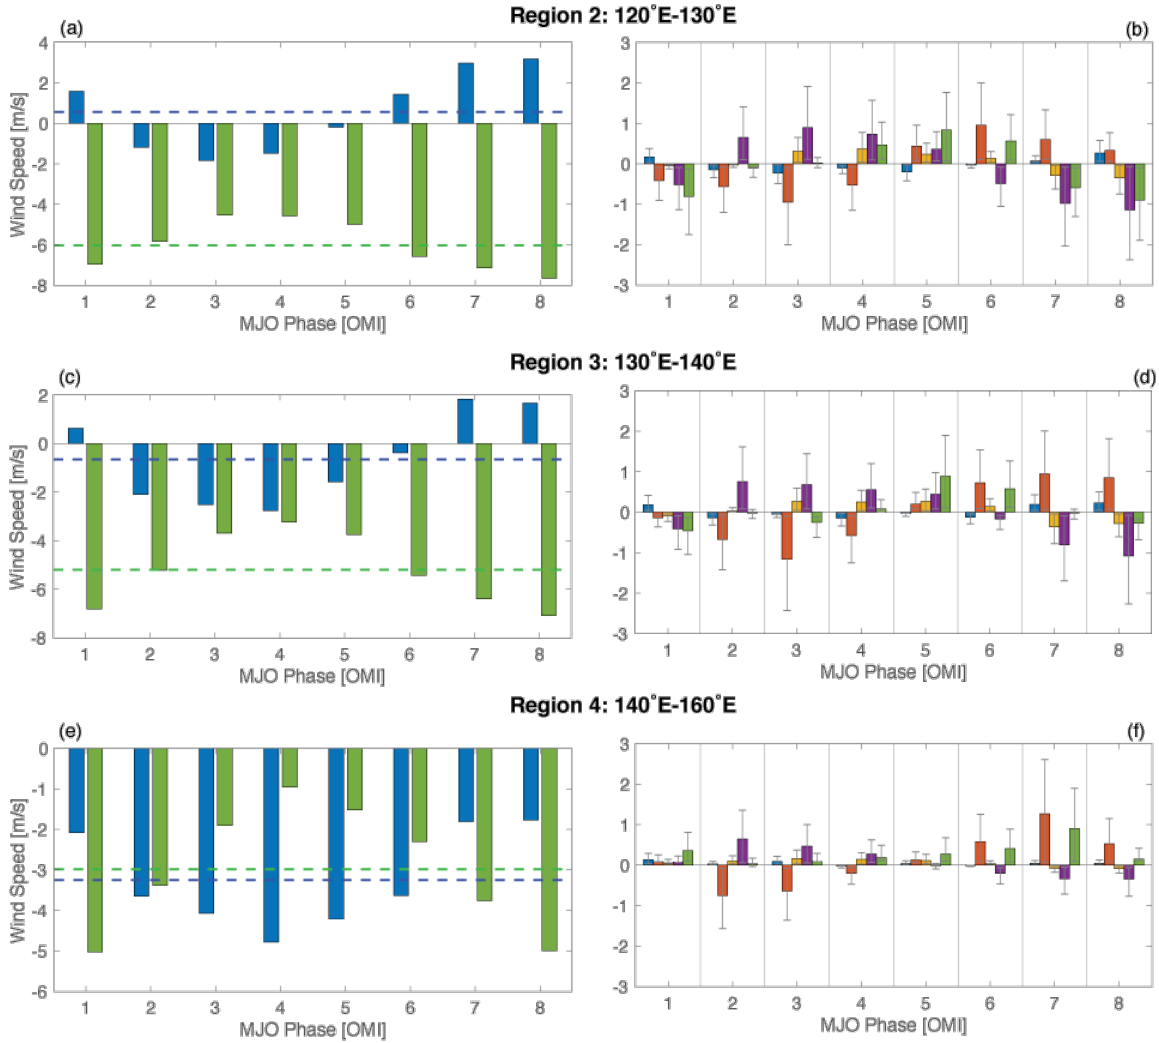 Region 2: 120°E-130°E
(a)
(b)
4
2
0
-2
-4
-6
-8
Wind Speed [m/s]
1 2 3 4 5 6 7 8
MJO Phase [OMI]
3
2
1
0
-1
-2
-3
1 2 3 4 5 6 7 8
MJO Phase [OMI]
Region 3: 130°E-140°E
(c)
(d)
2
0
-2
-4
-6
-8
Wind Speed [m/s]
1 2 3 4 5 6 7 8
MJO Phase [OMI]
3
2
1
0
-1
-2
-3
1 2 3 4 5 6 7 8
MJO Phase [OMI]
Region 4: 140°E-160°E
(e)
(f)
0
-1
-2
-3
-4
-5
-6
Wind Speed [m/s]
1 2 3 4 5 6 7 8
MJO Phase [OMI]
3
2
1
0
-1
-2
-3
1 2 3 4 5 6 7 8
MJO Phase [OMI]